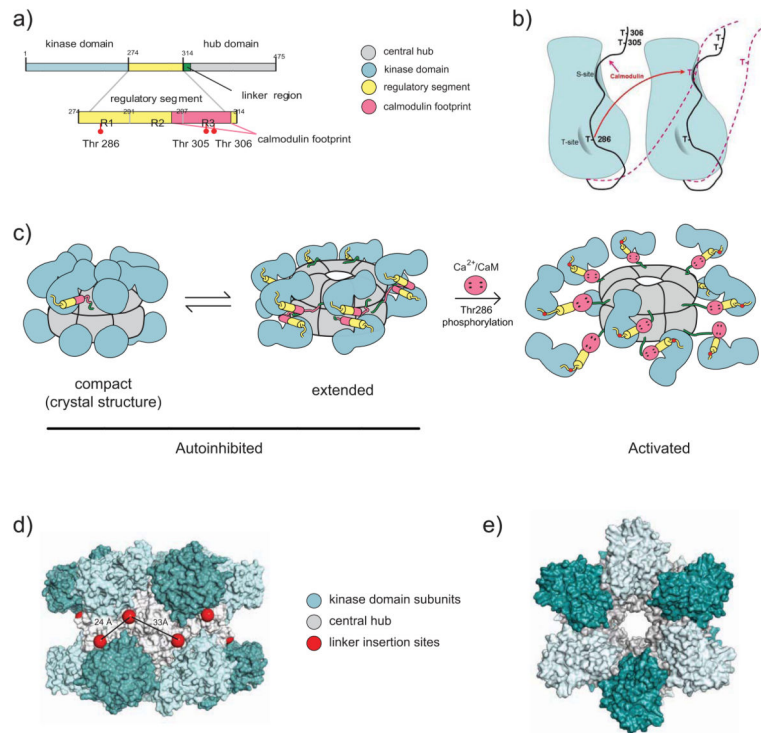 a)
1
kinase domain
274
314
hub domain
475
linker region
regulatory segment
274
291
297
314
R1
R2
R3
calmodulin footprint
Thr 286
Thr 305
Thr 306
central hub
kinase domain
regulatory segment
calmodulin footprint
b)
T- 306
T- 305
Calmodulin
S-site
T-site
T- 286
T-
T-
T-
T-
T-
c)
compact
(crystal structure)
extended
Autoinhibited
Ca2+/CaM
Thr286
phosphorylation
Activated
d)
24 Å
33Å
kinase domain subunits
central hub
linker insertion sites
e)